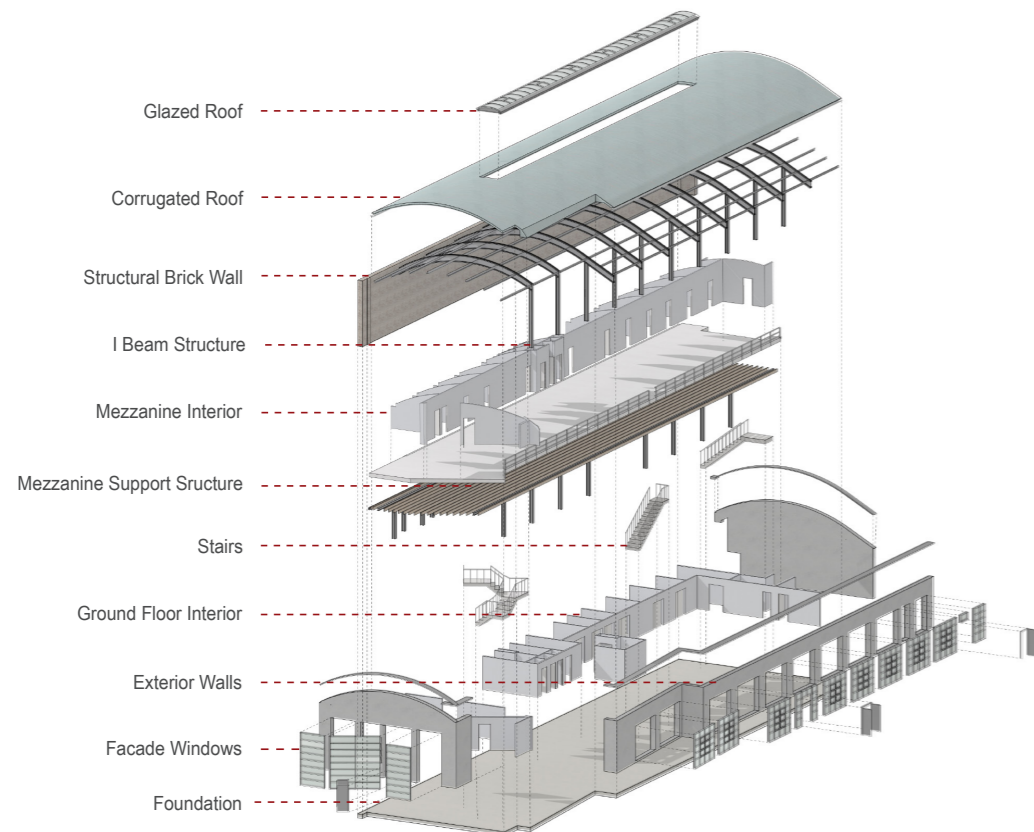 Glazed Roof
Corrugated Roof
Structural Brick Wall
I Beam Structure
Mezzanine Interior
Mezzanine Support Sructure
Stairs
Ground Floor Interior
Exterior Walls
Facade Windows
Foundation